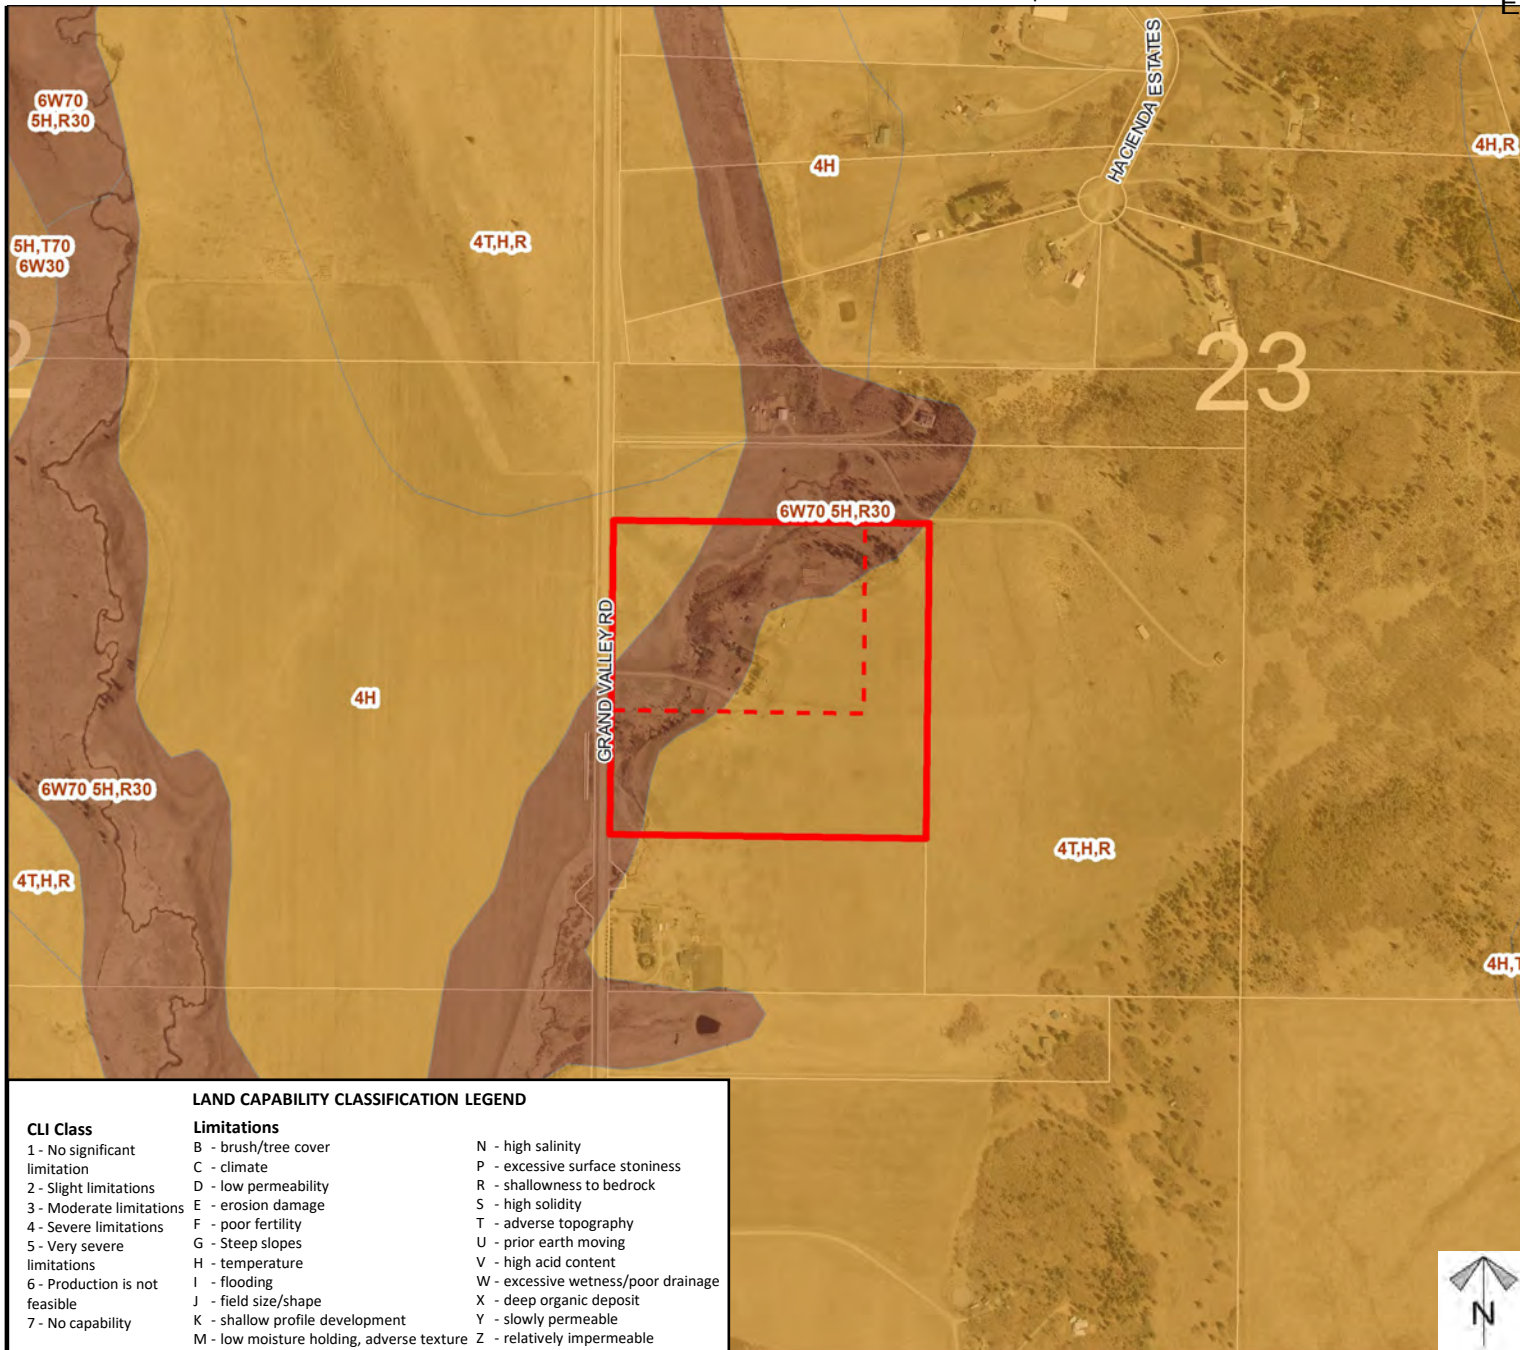 HACIENDA ESTATES
6W70
5H,R30
4H,R
4H
4T,H,R
5H,T70
6W30
23
6W70 5H,R30
GRAND VALLEY RD
4H
6W70 5H,R30
4T,H,R
4T,H,R
LAND CAPABILITY CLASSIFICATION LEGEND
CLI Class
1 - No significant
limitation
2 - Slight limitations
3 - Moderate limitations
4 - Severe limitations
5 - Very severe
limitations
6 - Production is not
feasible
7 - No capability
Limitations
B - brush/tree cover
C - climate
D - low permeability
E - erosion damage
F - poor fertility
G - Steep slopes
H - temperature
I - flooding
J - field size/shape
K - shallow profile development
M - low moisture holding, adverse texture
N - high salinity
P - excessive surface stoniness
R - shallowness to bedrock
S - high solidity
T - adverse topography
U - prior earth moving
V - high acid content
W - excessive wetness/poor drainage
X - deep organic deposit
Y - slowly permeable
Z - relatively impermeable
N